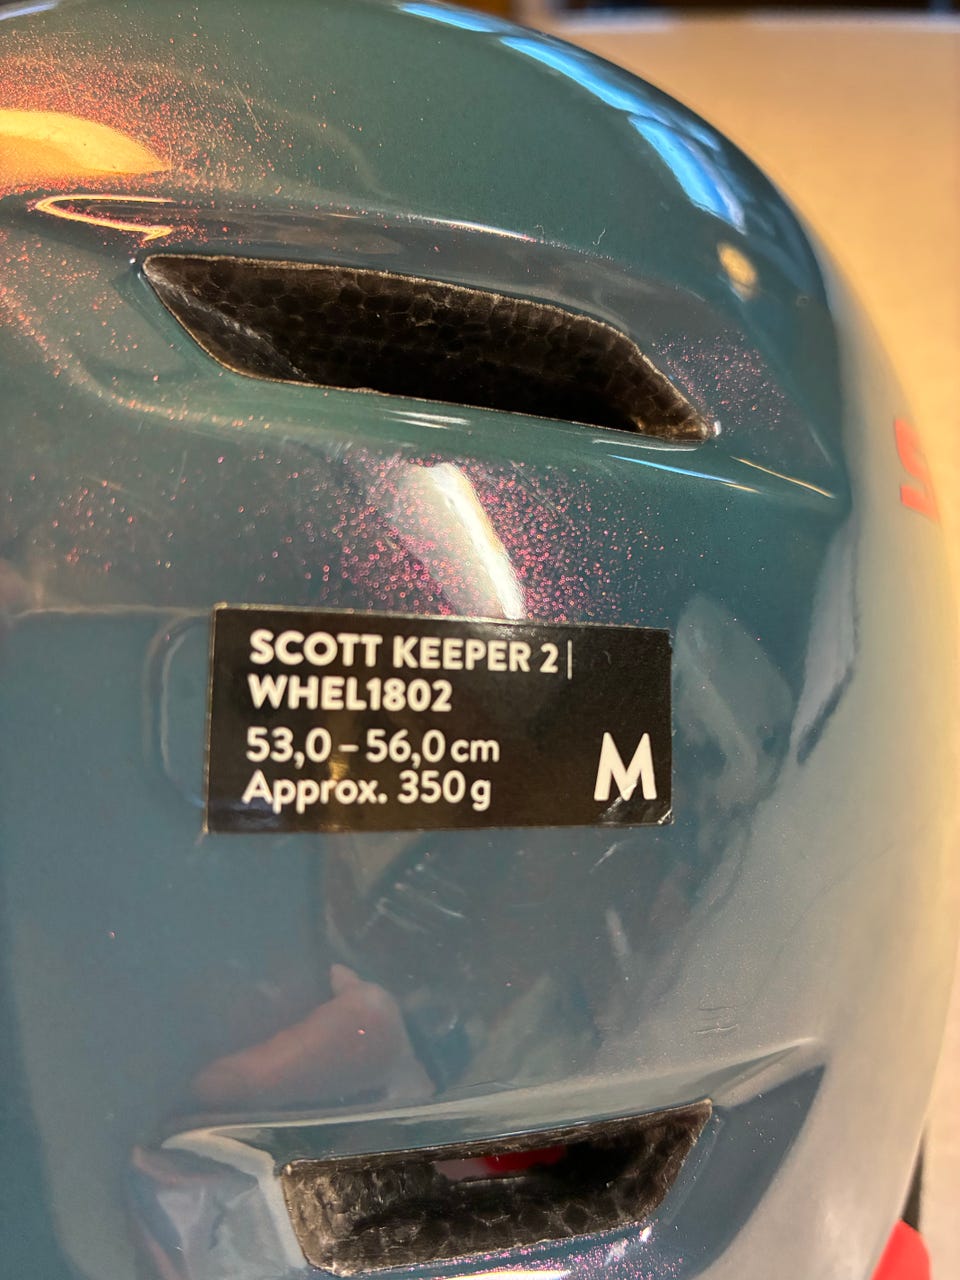 SCOTT KEEPER 2 |
WHEL1802
53,0 – 56,0 cm
Approx. 350 g
M